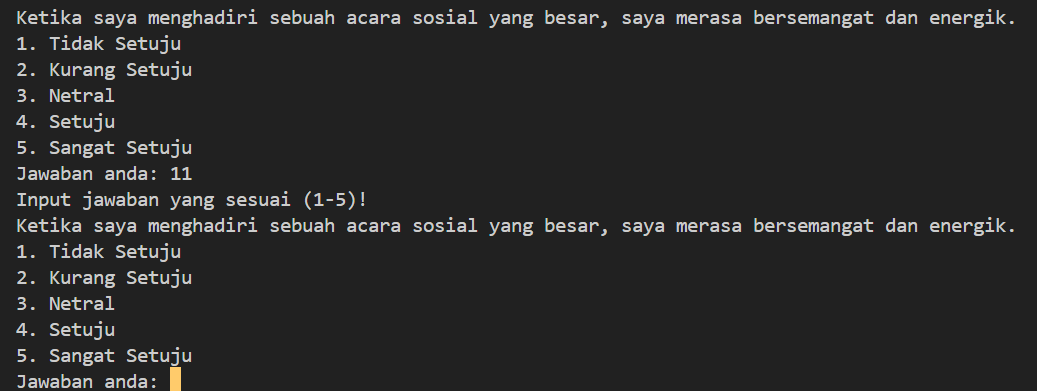 Ketika saya menghadiri sebuah acara sosial yang besar, saya merasa bersemangat dan energik.
1. Tidak Setuju
2. Kurang Setuju
3. Netral
4. Setuju
5. Sangat Setuju
Jawaban anda: 11
Input jawaban yang sesuai (1-5)!
Ketika saya menghadiri sebuah acara sosial yang besar, saya merasa bersemangat dan energik.
1. Tidak Setuju
2. Kurang Setuju
3. Netral
4. Setuju
5. Sangat Setuju
Jawaban anda: